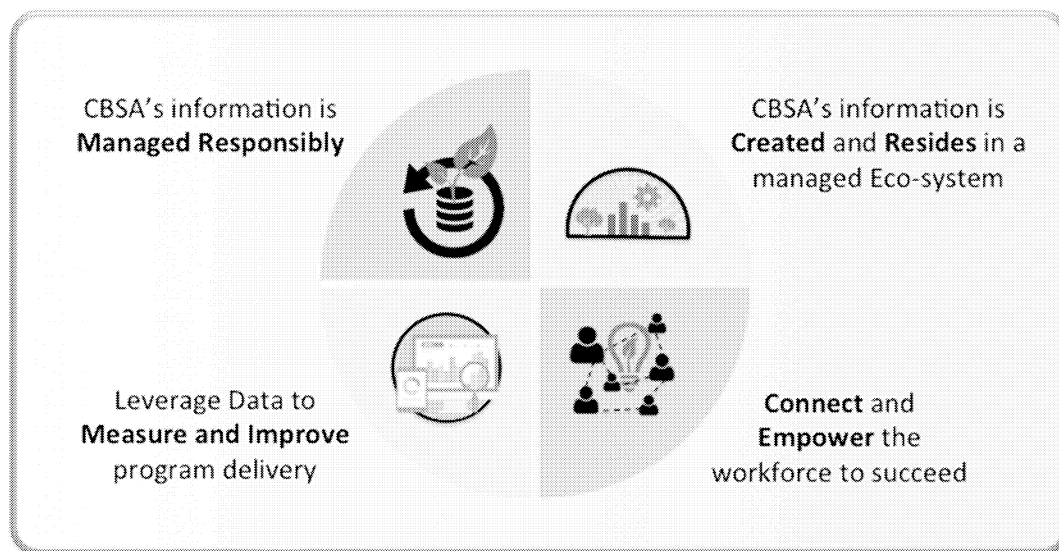 CBSA's information is
Managed Responsibly
CBSA's information is
Created and Resides in a
managed Eco-system
Leverage Data to
Measure and Improve
program delivery
Connect and
Empower the
workforce to succeed